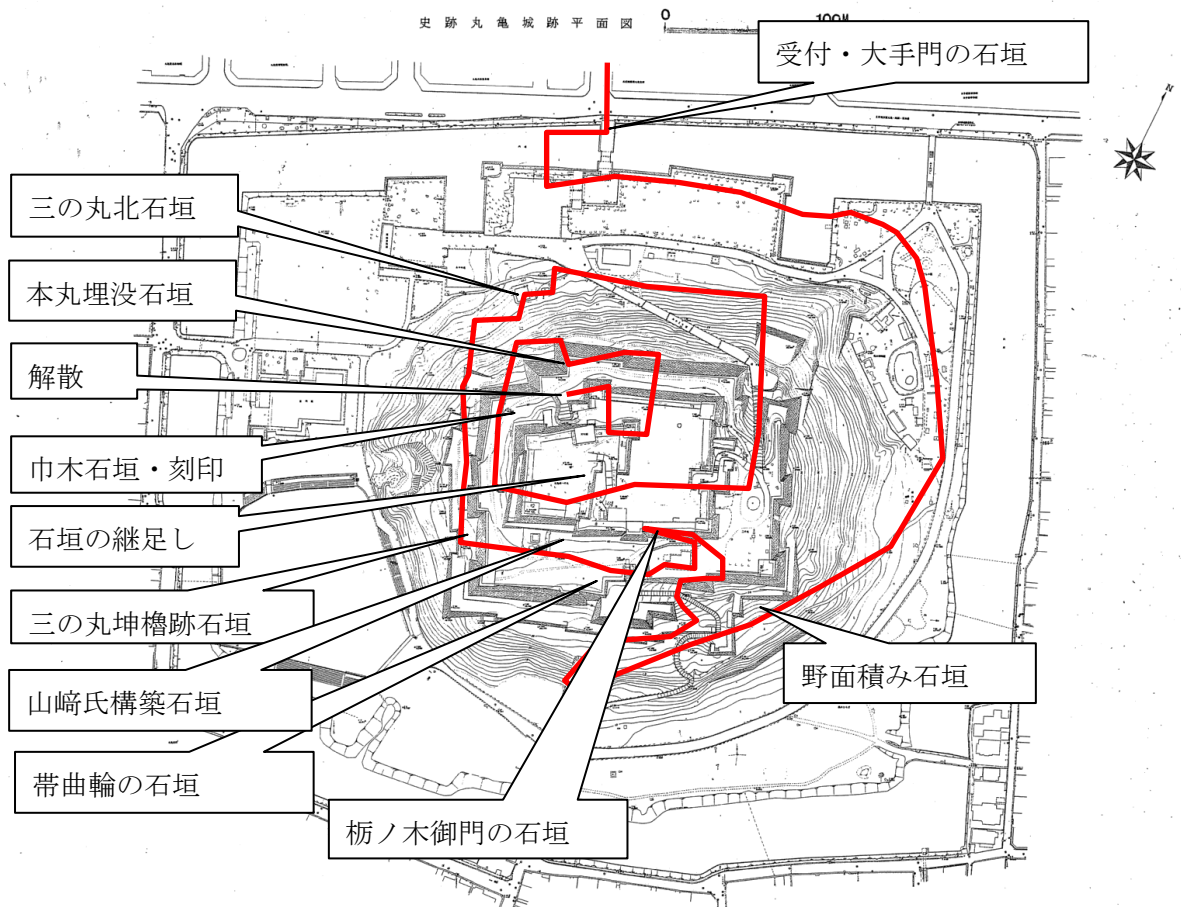 史跡丸亀城跡平面図
0 100M
受付・大手門の石垣
N
三の丸北石垣
本丸埋没石垣
解散
巾木石垣・刻印
石垣の継足し
三の丸坤櫓跡石垣
山﨑氏構築石垣
帯曲輪の石垣
野面積み石垣
栃ノ木御門の石垣